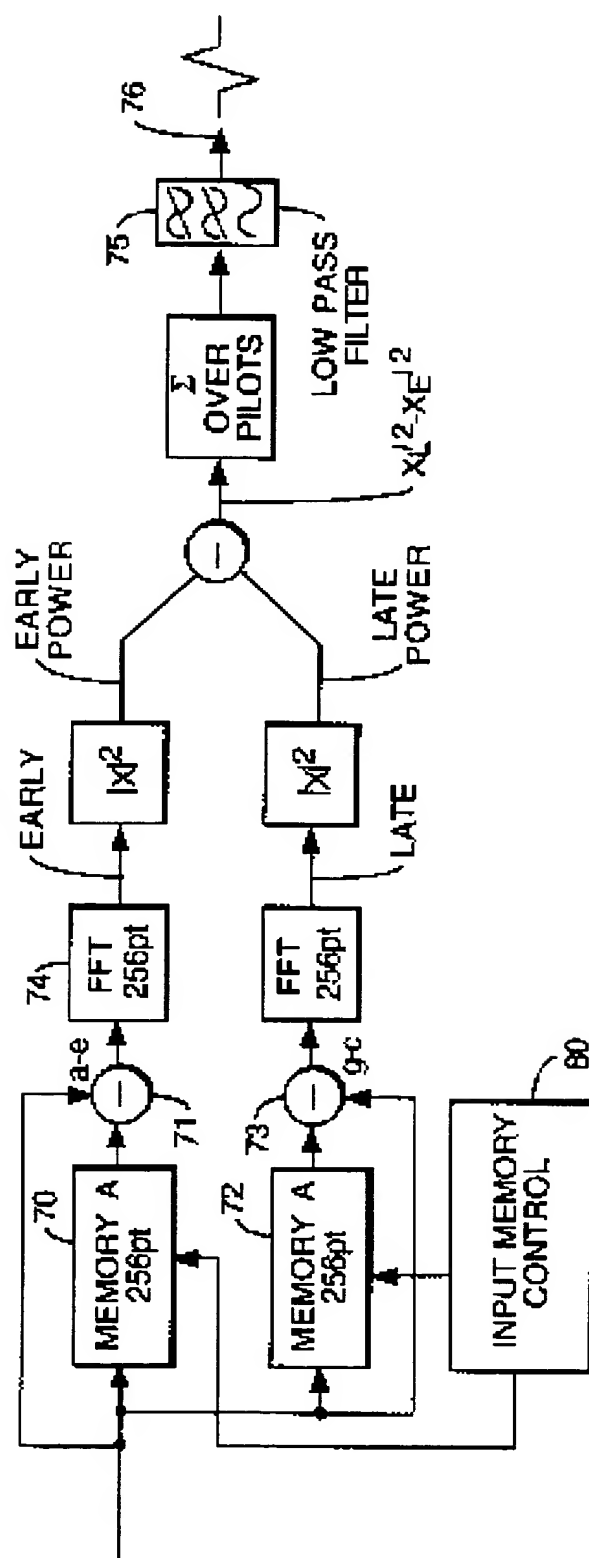 70
MEMORY A
256pt
a-e
71
74
FFT
256pt
EARLY
|x|²
EARLY
POWER
72
MEMORY A
256pt
g-c
73
FFT
256pt
LATE
|x|²
LATE
POWER
INPUT MEMORY
CONTROL
80
XL|²-XE|²
Σ
OVER
PILOTS
75
LOW PASS
FILTER
76